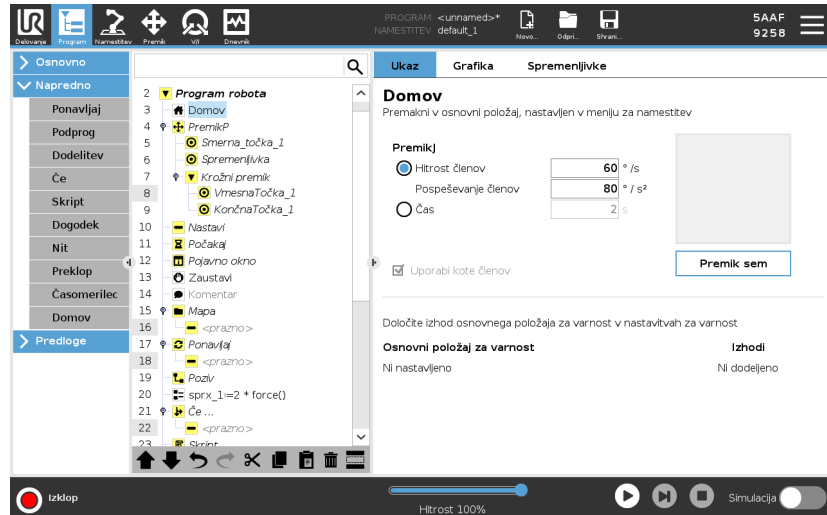 UR
Delovanje Program Namestitev Premik V/I Dnevnik
PROGRAM <unnamed>*
NAMESTITEV default_1
Novo... Odpri... Shrani...
5AAF
9258
Osnovno
Napredno
Ponavljaj
Podprog
Dodelitev
Če
Skript
Dogodek
Nit
Preklop
Časomerilec
Domov
Predloge
2 Program robota
3 Domov
4 PremikP
5 Smerna_točka_1
6 Spremenljivka
7 Krožni premik
8 VmesnaTočka_1
9 KončnaTočka_1
10 Nastavi
11 Počakaj
12 Pojavno okno
13 Zaustavi
14 Komentar
15 Mapa
16 <prazno>
17 Ponavljaj
18 <prazno>
19 Poziv
20 sprx_1≔2 * force()
21 Če ...
22 <prazno>
23 Skript
Ukaz Grafika Spremenljivke
Domov
Premakni v osnovni položaj, nastavljen v meniju za namestitev
PremikJ
Hitrost členov 60 °/s
Pospeševanje členov 80 °/s²
Čas 2 s
Uporabi kote členov
Premik sem
Določite izhod osnovnega položaja za varnost v nastavitvah za varnost
Osnovni položaj za varnost Izhodi
Ni nastavljeno Ni dodeljeno
Izklop
Hitrost 100%
Simulacija